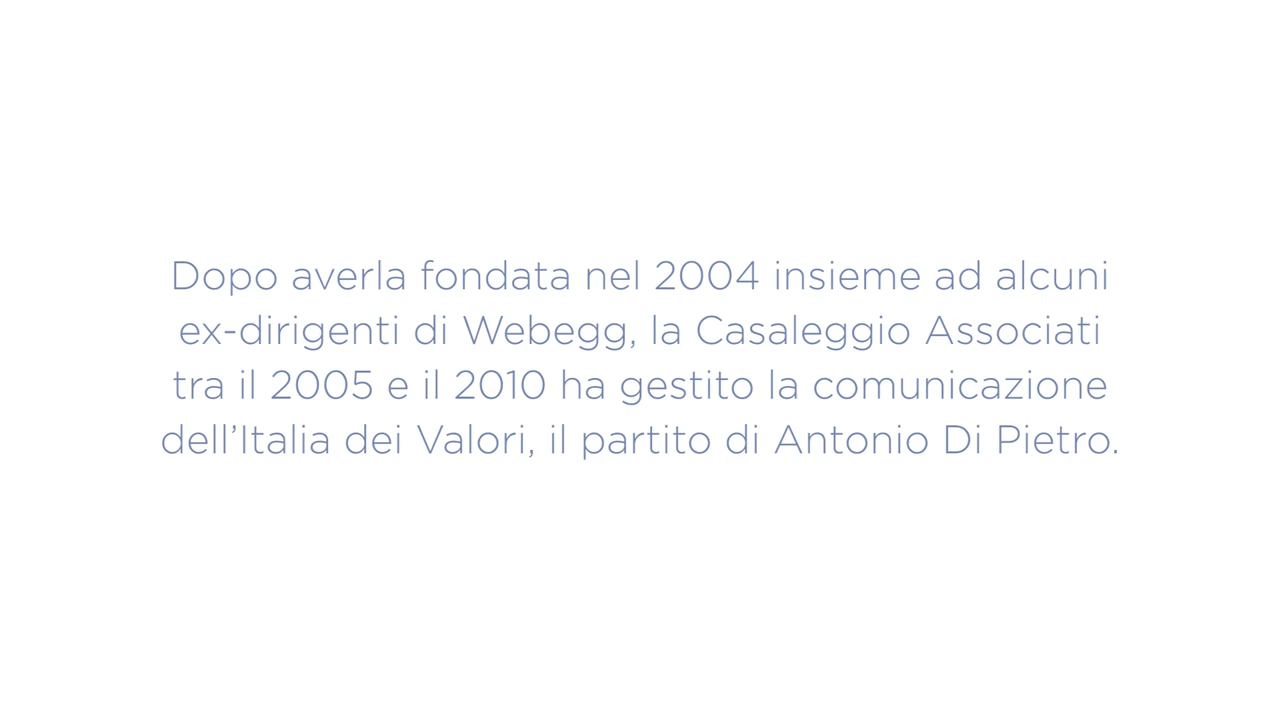 Dopo averla fondata nel 2004 insieme ad alcuni
ex-dirigenti di Webegg, la Casaleggio Associati
tra il 2005 e il 2010 ha gestito la comunicazione
dell’Italia dei Valori, il partito di Antonio Di Pietro.